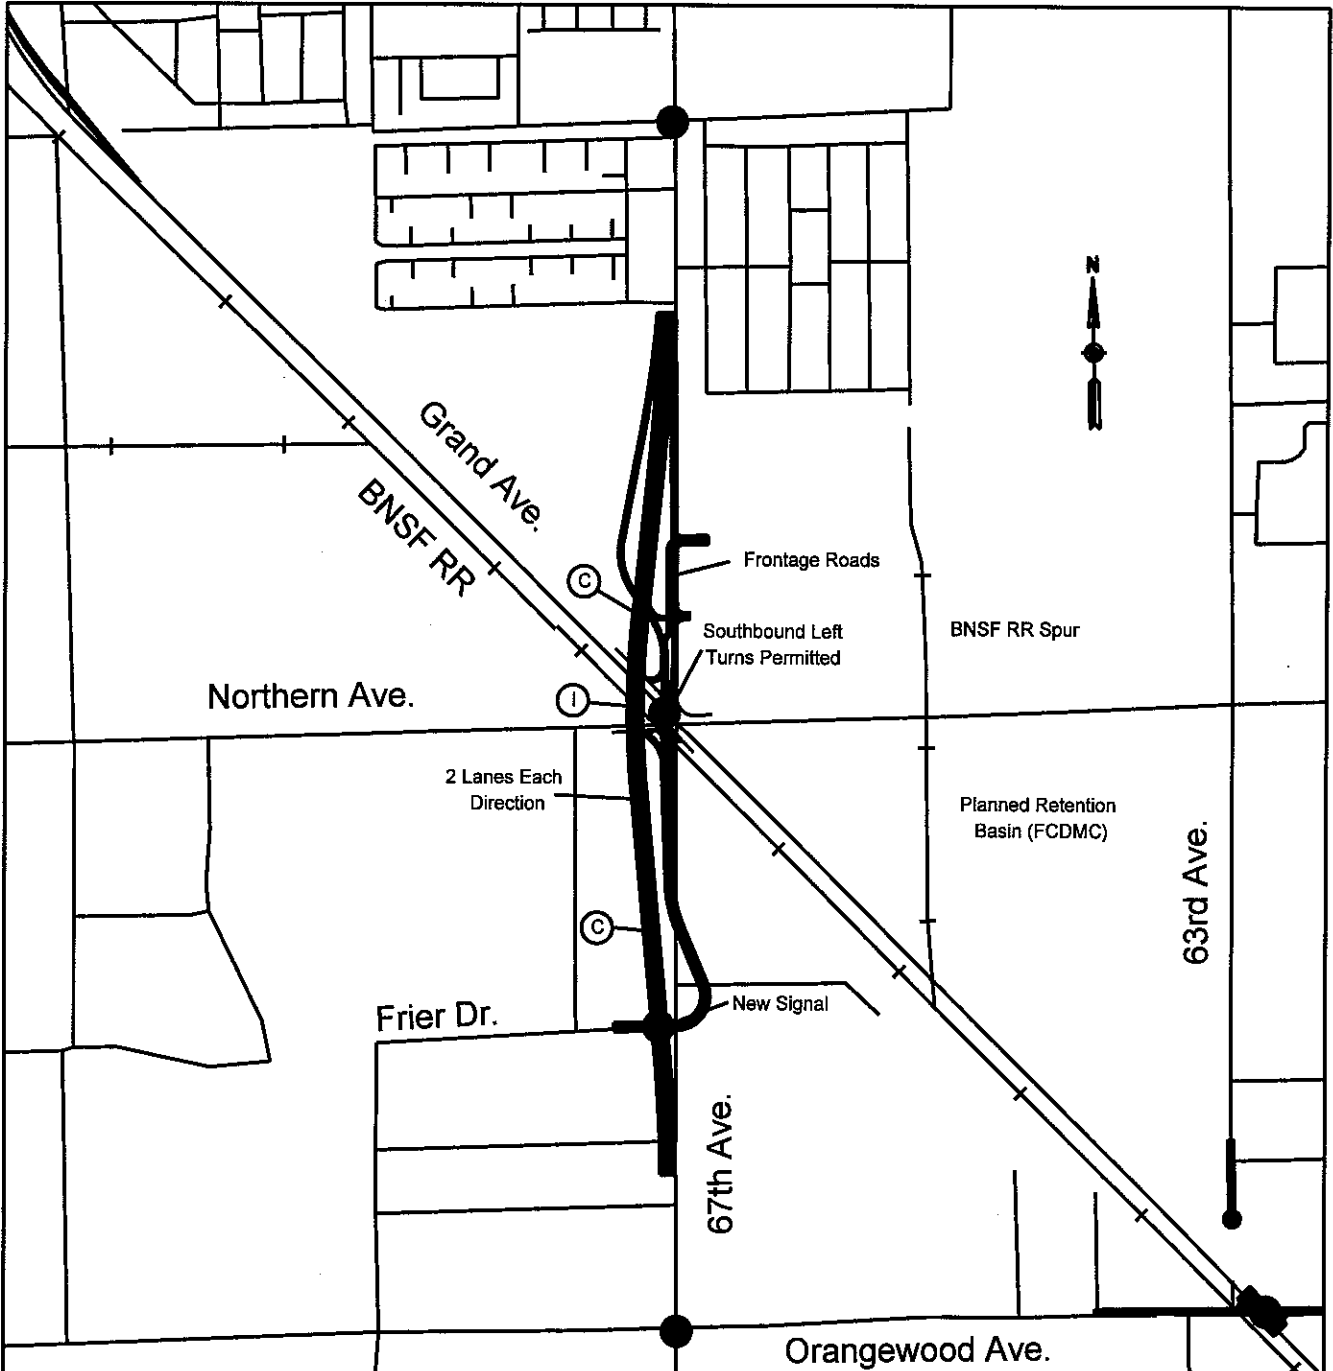 N
Grand Ave.
BNSF RR
Frontage Roads
C
Southbound Left
Turns Permitted
BNSF RR Spur
Northern Ave.
I
2 Lanes Each
Direction
Planned Retention
Basin (FCDMC)
63rd Ave.
C
New Signal
Frier Dr.
67th Ave.
Orangewood Ave.